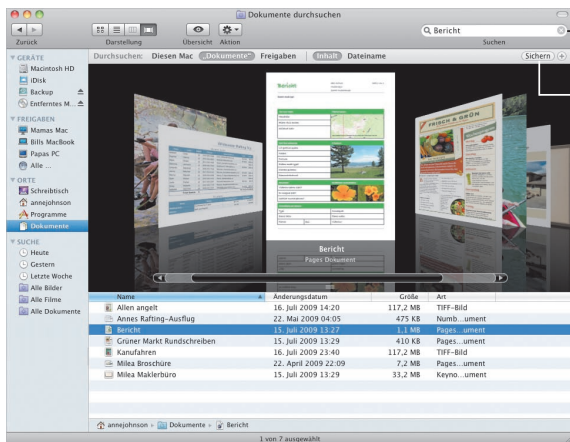 Dokumente durchsuchen
Bericht
Zurück Darstellung Übersicht Aktion Suchen
Durchsuchen: Diesen Mac „Dokumente“ Freigaben Inhalt Dateiname Sichern
GERÄTE
Macintosh HD
iDisk
Backup
Entferntes M...
FREIGABEN
Mamas Mac
Bills MacBook
Papas PC
Alle ...
ORTE
Schreibtisch
annejohnson
Programme
Dokumente
SUCHE
Heute
Gestern
Letzte Woche
Alle Bilder
Alle Filme
Alle Dokumente
FRISCH & GRÜN
Bericht
Bericht
Pages Dokument
Name Änderungsdatum Größe Art
Allen angelt 16. Juli 2009 14:20 117,2 MB TIFF-Bild
Annes Rafting-Ausflug 22. Mai 2009 04:05 475 KB Numb...ument
Bericht 15. Juli 2009 13:27 1,1 MB Pages...ument
Grüner Markt Rundschreiben 15. Juli 2009 13:29 410 KB Pages...ument
Kanufahren 16. Juli 2009 23:40 117,2 MB TIFF-Bild
Milea Broschüre 22. April 2009 22:09 7,2 MB Pages...ument
Milea Maklerbüro 15. Juli 2009 13:29 33,2 MB Keyno...ument
annejohnson ▸ Dokumente ▸ Bericht
1 von 7 ausgewählt